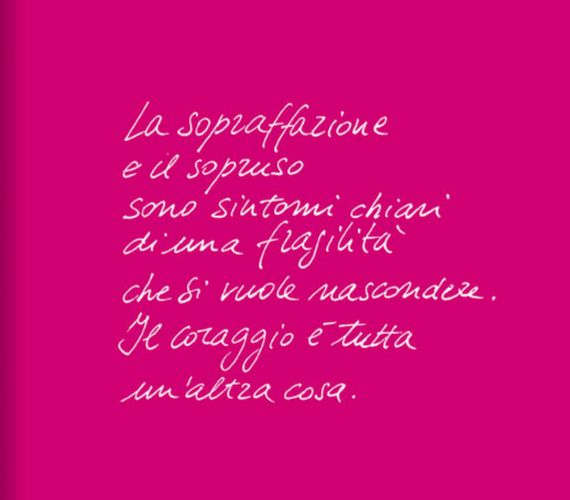 La sopraffazione
e il sopruso
sono sintomi chiari
di una fragilità
che si vuole nascondere.
Il coraggio è tutta
un'altra cosa.